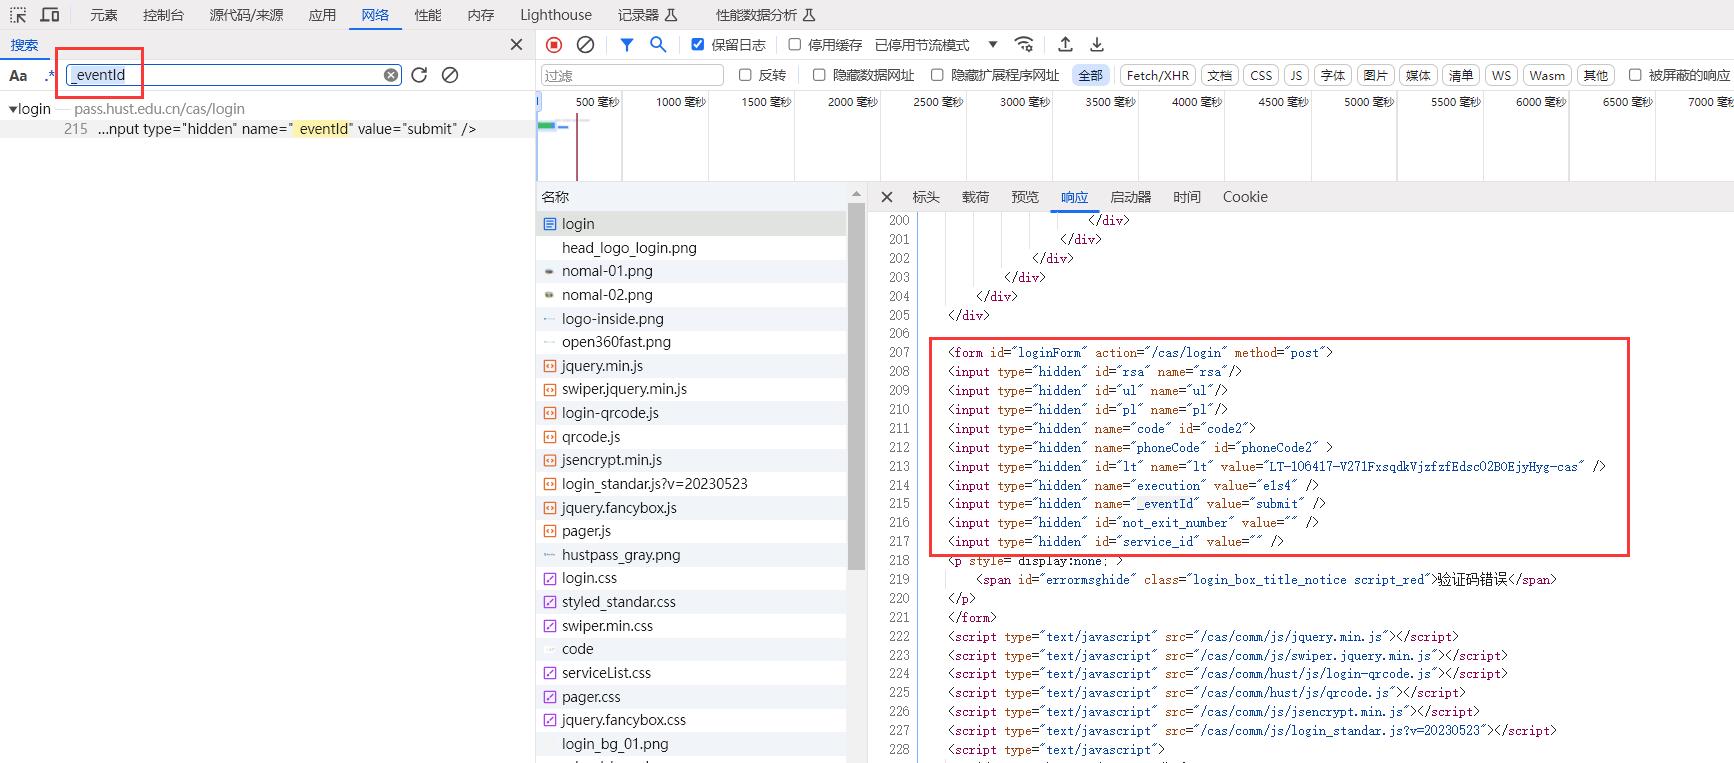 元素 控制台 源代码/来源 应用 网络 性能 内存 Lighthouse 记录器 性能数据分析
搜索
Aa .* _eventId
login pass.hust.edu.cn/cas/login
215 ...nput type="hidden" name="_eventId" value="submit" />
保留日志 停用缓存 已停用节流模式
过滤 反转 隐藏数据网址 隐藏扩展程序网址 全部 Fetch/XHR 文档 CSS JS 字体 图片 媒体 清单 WS Wasm 其他 被屏蔽的响应
500 毫秒 1000 毫秒 1500 毫秒 2000 毫秒 2500 毫秒 3000 毫秒 3500 毫秒 4000 毫秒 4500 毫秒 5000 毫秒 5500 毫秒 6000 毫秒 6500 毫秒 7000 毫
名称
login
head_logo_login.png
nomal-01.png
nomal-02.png
logo-inside.png
open360fast.png
jquery.min.js
swiper.jquery.min.js
login-qrcode.js
qrcode.js
jsencrypt.min.js
login_standar.js?v=20230523
jquery.fancybox.js
pager.js
hustpass_gray.png
login.css
styled_standar.css
swiper.min.css
code
serviceList.css
pager.css
jquery.fancybox.css
login_bg_01.png
标头 载荷 预览 响应 启动器 时间 Cookie
200 </div>
201 </div>
202 </div>
203 </div>
204 </div>
205 </div>
206
207 <form id="loginForm" action="/cas/login" method="post">
208 <input type="hidden" id="rsa" name="rsa"/>
209 <input type="hidden" id="ul" name="ul"/>
210 <input type="hidden" id="pl" name="pl"/>
211 <input type="hidden" name="code" id="code2">
212 <input type="hidden" name="phoneCode" id="phoneCode2" >
213 <input type="hidden" id="lt" name="lt" value="LT-106417-V271FxsqdkVjzfzfEdsc02B0EjyHyg-cas" />
214 <input type="hidden" name="execution" value="e1s4" />
215 <input type="hidden" name="_eventId" value="submit" />
216 <input type="hidden" id="not_exit_number" value="" />
217 <input type="hidden" id="service_id" value="" />
218 <p style="display:none;">
219 <span id="errormsghide" class="login_box_title_notice script_red">验证码错误</span>
220 </p>
221 </form>
222 <script type="text/javascript" src="/cas/comm/js/jquery.min.js"></script>
223 <script type="text/javascript" src="/cas/comm/js/swiper.jquery.min.js"></script>
224 <script type="text/javascript" src="/cas/comm/hust/js/login-qrcode.js"></script>
225 <script type="text/javascript" src="/cas/comm/hust/js/qrcode.js"></script>
226 <script type="text/javascript" src="/cas/comm/js/jsencrypt.min.js"></script>
227 <script type="text/javascript" src="/cas/comm/js/login_standar.js?v=20230523"></script>
228 <script type="text/javascript">